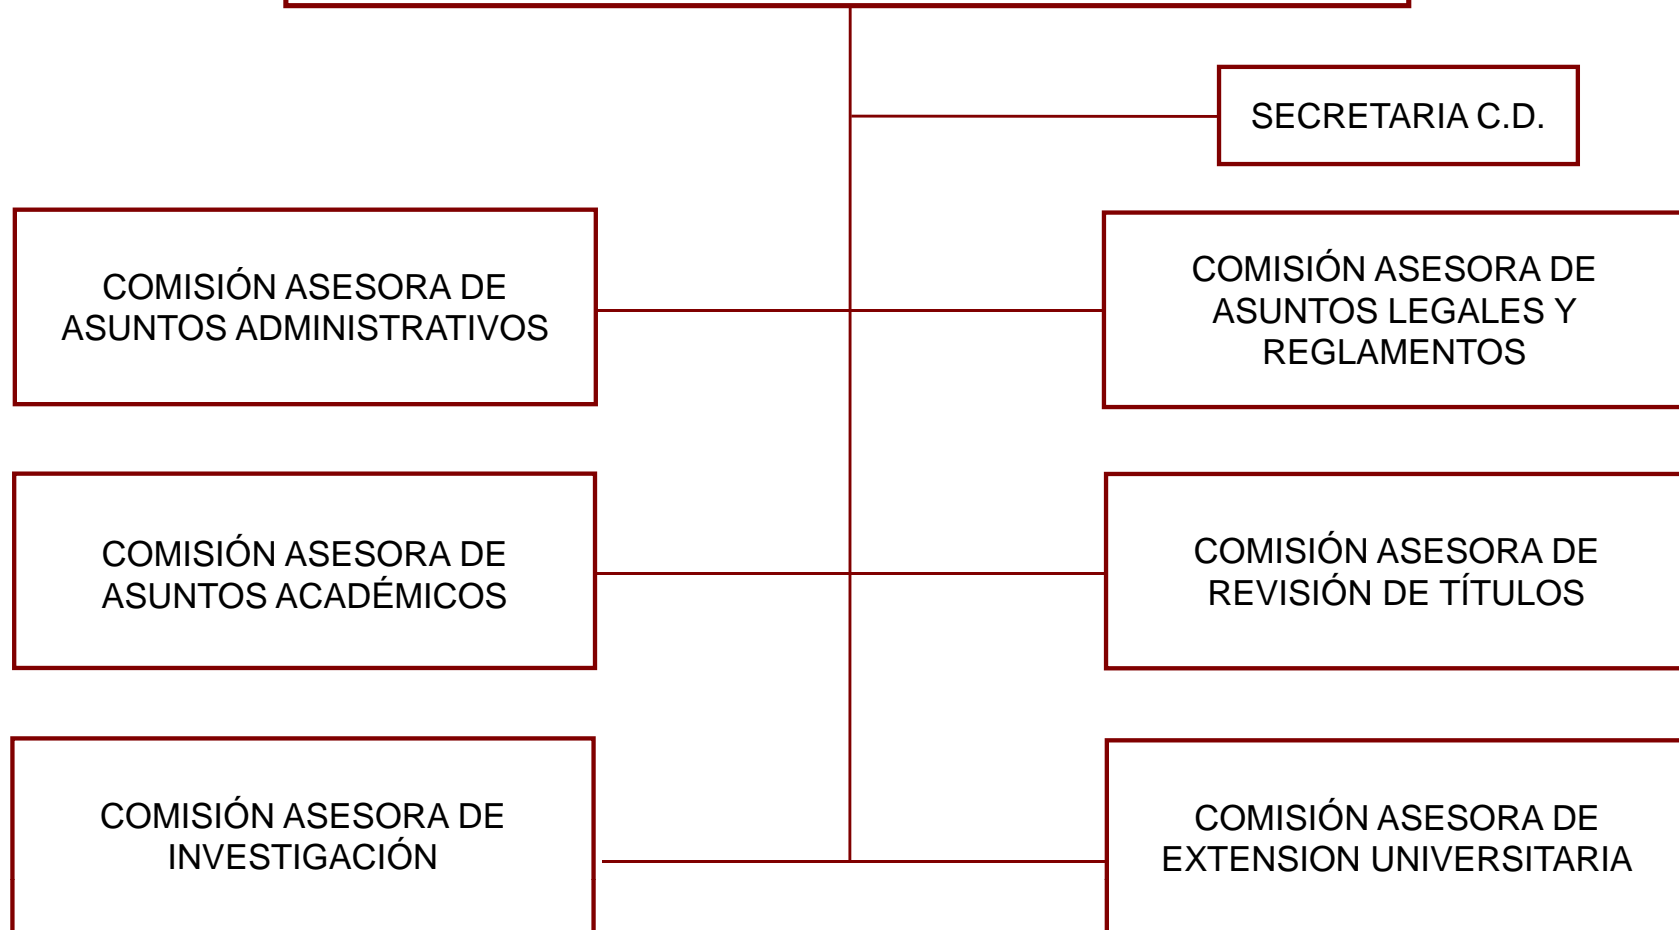 SECRETARIA C.D.
COMISIÓN ASESORA DE
ASUNTOS ADMINISTRATIVOS
COMISIÓN ASESORA DE
ASUNTOS LEGALES Y
REGLAMENTOS
COMISIÓN ASESORA DE
ASUNTOS ACADÉMICOS
COMISIÓN ASESORA DE
REVISIÓN DE TÍTULOS
COMISIÓN ASESORA DE
INVESTIGACIÓN
COMISIÓN ASESORA DE
EXTENSION UNIVERSITARIA